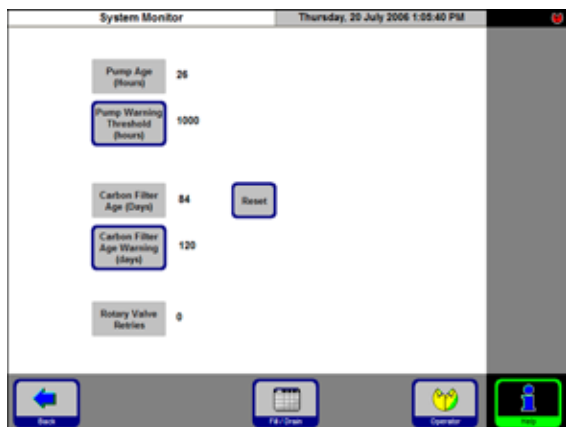 System Monitor
Thursday, 20 July 2006 1:05:40 PM
Pump Age
(Hours)
26
Pump Warning
Threshold
(hours)
1000
Carbon Filter
Age (Days)
84
Reset
Carbon Filter
Age Warning
(days)
120
Rotary Valve
Retries
0
Back
Fill / Drain
Operator
Help